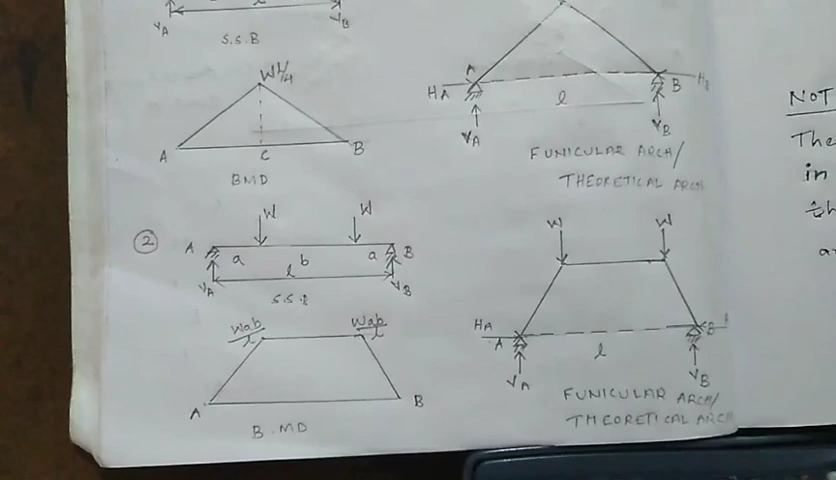 VA
l
VB
S.S.B
Wl/4
A
C
B
BMD
A
HA
l
B
VA
VB
FUNICULAR ARCH/
THEORETICAL ARCH
NOT
The
in
②
W
W
A
a
b
a
B
l
VA
VB
Wab/l
Wab/l
A
B
B.MD
W
W
HA
A
l
VA
VB
FUNICULAR ARCH/
THEORETICAL ARCH